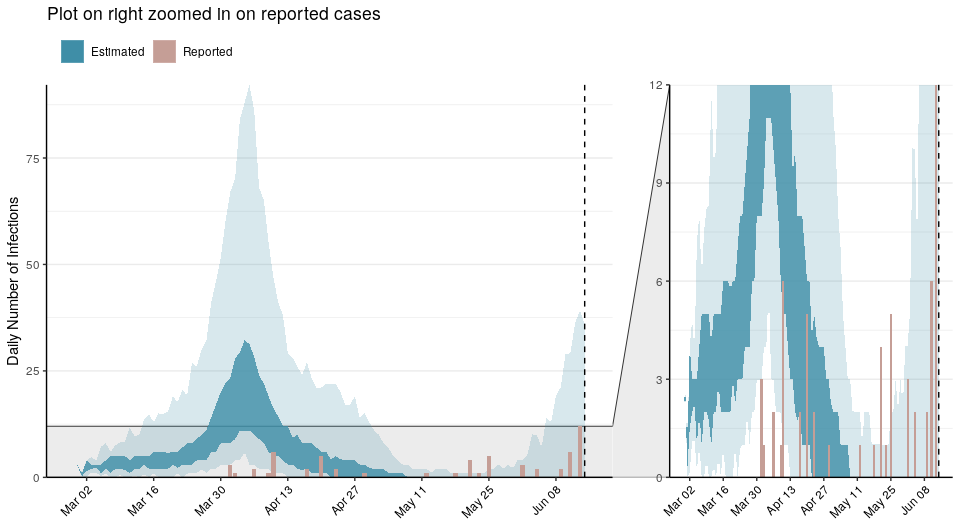 Plot on right zoomed in on reported cases
Estimated Reported
Daily Number of Infections
75
50
25
0
Mar 02 Mar 16 Mar 30 Apr 13 Apr 27 May 11 May 25 Jun 08
12
9
6
3
0
Mar 02 Mar 16 Mar 30 Apr 13 Apr 27 May 11 May 25 Jun 08